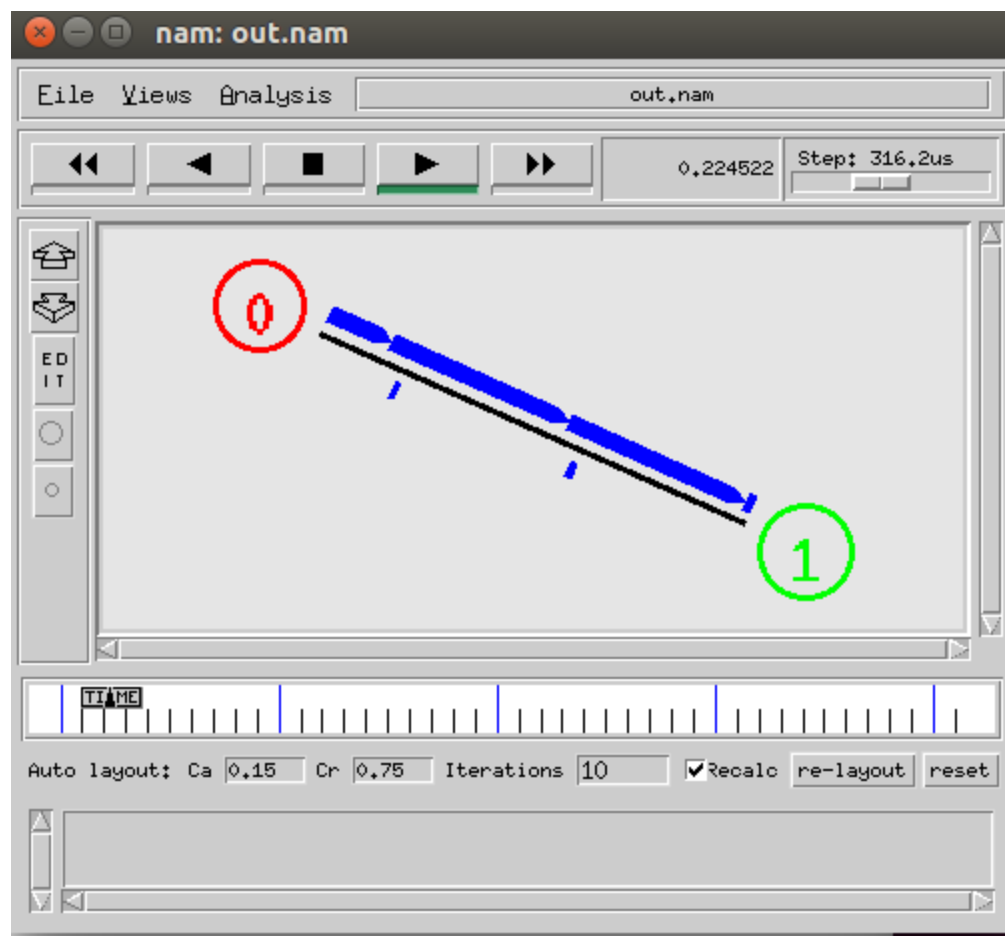 nam: out.nam
File Views Analysis out.nam
0.224522 Step: 316.2us
ED
IT
0
1
TIME
Auto layout: Ca 0.15 Cr 0.75 Iterations 10 Recalc re-layout reset